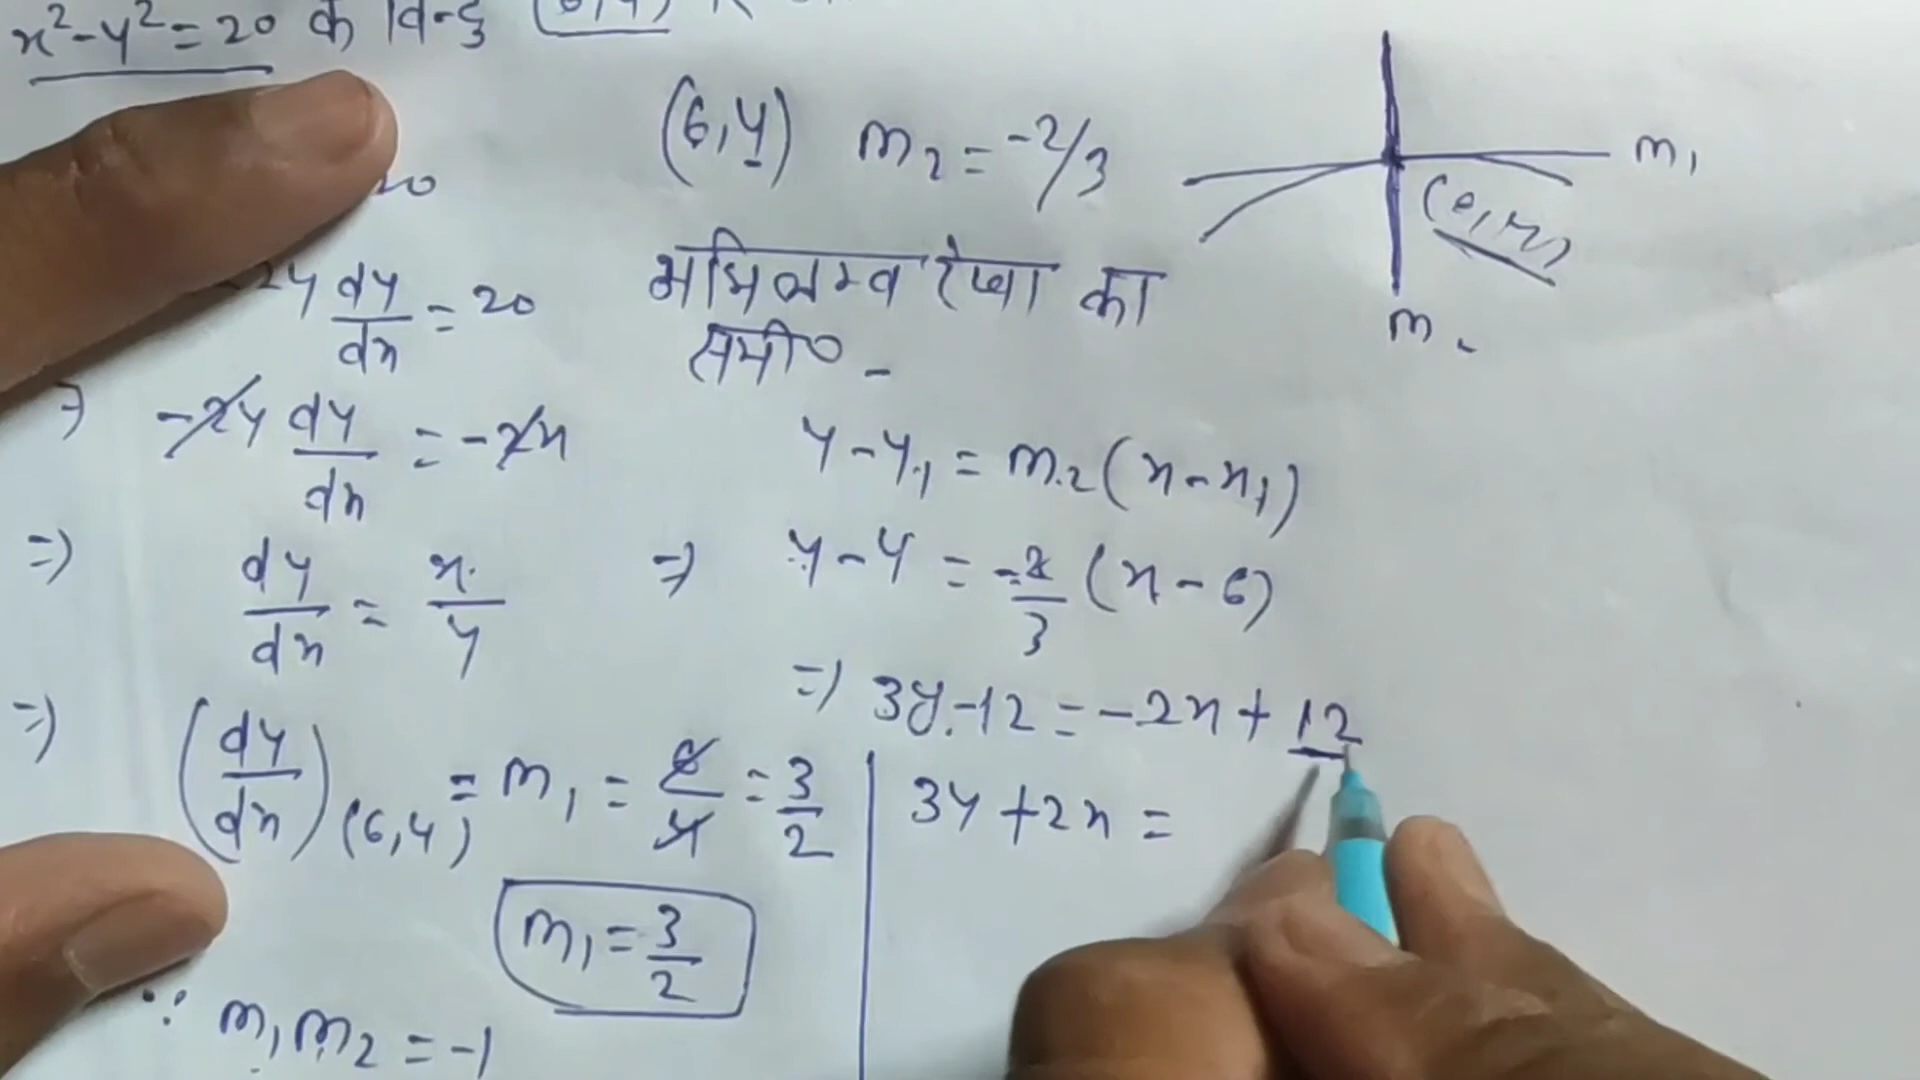 x²-y²=20 के
20
2y dy/dx = 20
⇒ -2y dy/dx = -2x
⇒ dy/dx = x/y
⇒ (dy/dx)(6,4) = m₁ = 6/4 = 3/2
m₁ = 3/2
∵ m₁m₂ = -1
(6,4) m₂ = -2/3
अभिलम्ब रेखा का
समी० -
y-y₁ = m₂(x-x₁)
⇒ y-4 = -2/3 (x-6)
⇒ 3y-12 = -2x+12
3y+2x =
m₁
m₂